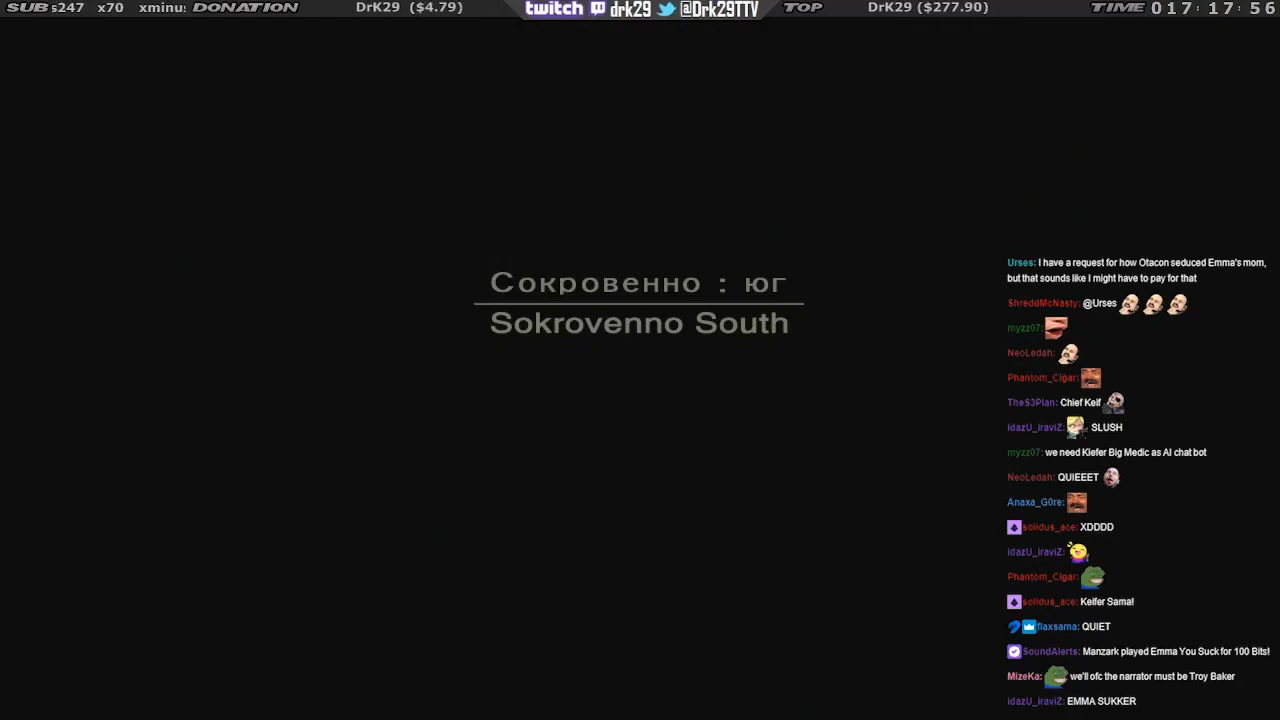 SUB s247 x70 xminus DONATION DrK29 ($4.79) twitch drk29 @Drk29TTV TOP DrK29 ($277.90) TIME 017:17:56
Сокровенно : юг
Sokrovenno South
Urses: I have a request for how Otacon seduced Emma's mom,
but that sounds like I might have to pay for that
ShreddMcNasty: @Urses
myzz07:
NeoLedah:
Phantom_Cigar:
TheS3Plan: Chief Keif
idazU_iraviZ: SLUSH
myzz07: we need Kiefer Big Medic as AI chat bot
NeoLedah: QUIEEET
Anaxa_G0re:
solidus_ace: XDDDD
idazU_iraviZ:
Phantom_Cigar:
solidus_ace: Keifer Sama!
flaxsama: QUIET
SoundAlerts: Manzark played Emma You Suck for 100 Bits!
MizeKa: we'll ofc the narrator must be Troy Baker
idazU_iraviZ: EMMA SUKKER